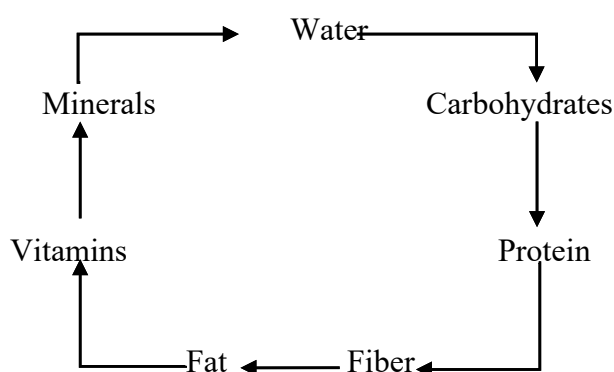 Water
Minerals Carbohydrates
Vitamins Protein
Fat Fiber